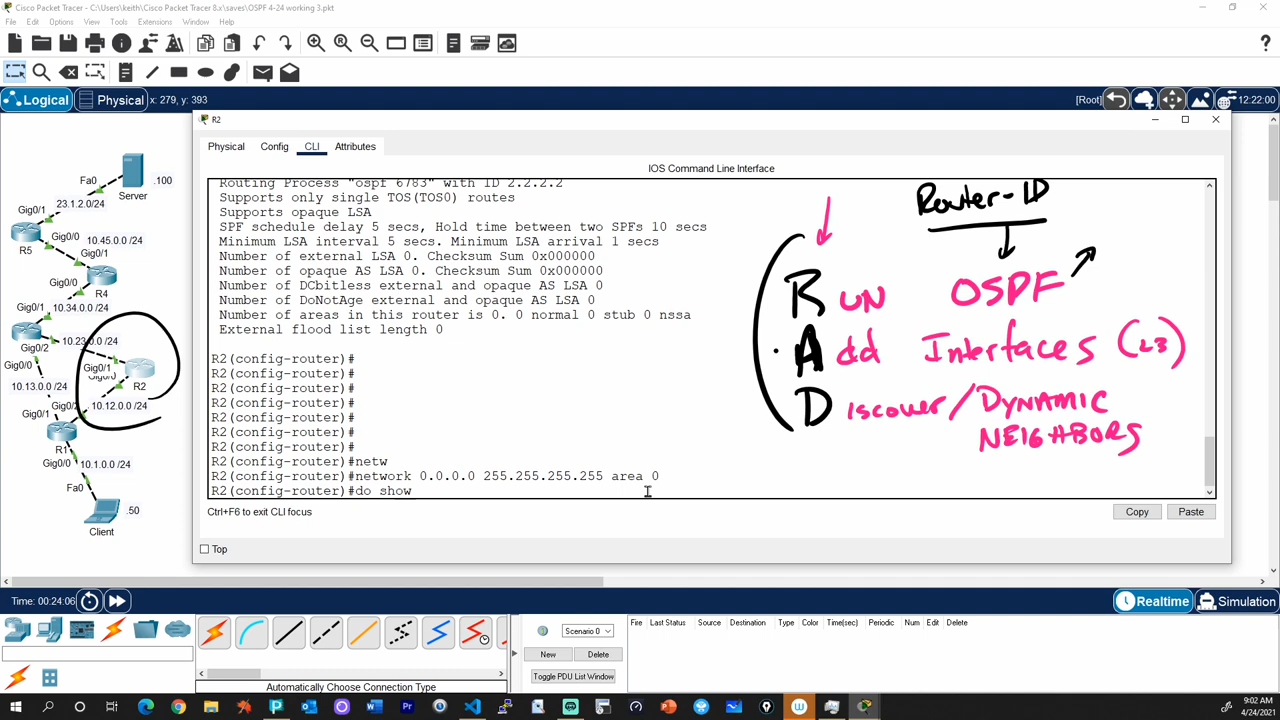 Cisco Packet Tracer - C:\Users\keith\Cisco Packet Tracer 8.x\saves\OSPF 4-24 working 3.pkt
File Edit Options View Tools Extensions Window Help
Logical Physical x: 279, y: 393
[Root] 12:22:00
R2
Physical Config CLI Attributes
IOS Command Line Interface
Routing Process "ospf 6783" with ID 2.2.2.2
Supports only single TOS(TOS0) routes
Supports opaque LSA
SPF schedule delay 5 secs, Hold time between two SPFs 10 secs
Minimum LSA interval 5 secs. Minimum LSA arrival 1 secs
Number of external LSA 0. Checksum Sum 0x000000
Number of opaque AS LSA 0. Checksum Sum 0x000000
Number of DCbitless external and opaque AS LSA 0
Number of DoNotAge external and opaque AS LSA 0
Number of areas in this router is 0. 0 normal 0 stub 0 nssa
External flood list length 0
R2(config-router)#
R2(config-router)#
R2(config-router)#
R2(config-router)#
R2(config-router)#
R2(config-router)#
R2(config-router)#
R2(config-router)#netw
R2(config-router)#network 0.0.0.0 255.255.255.255 area 0
R2(config-router)#do show
Router-ID
RUN OSPF
Add Interfaces (L3)
Discover/DYNAMIC
NEIGHBORS
Ctrl+F6 to exit CLI focus
Copy Paste
Top
Fa0 .100
Server
Gig0/1 23.1.2.0/24
Gig0/0 10.45.0.0 /24
R5 Gig0/1
Gig0/0 R4
Gig0/1 10.34.0.0 /24
Gig0/2 10.23.0.0/24
Gig0/0 Gig0/1
Gig0/0 R2
10.13.0.0/24
Gig0/1 Gig0/2 10.12.0.0 /24
R1
Gig0/0 10.1.0.0 /24
Fa0
.50
Client
Time: 00:24:06
Realtime Simulation
Scenario 0
New Delete
Toggle PDU List Window
Fire Last Status Source Destination Type Color Time(sec) Periodic Num Edit Delete
Automatically Choose Connection Type
9:02 AM
4/24/2021